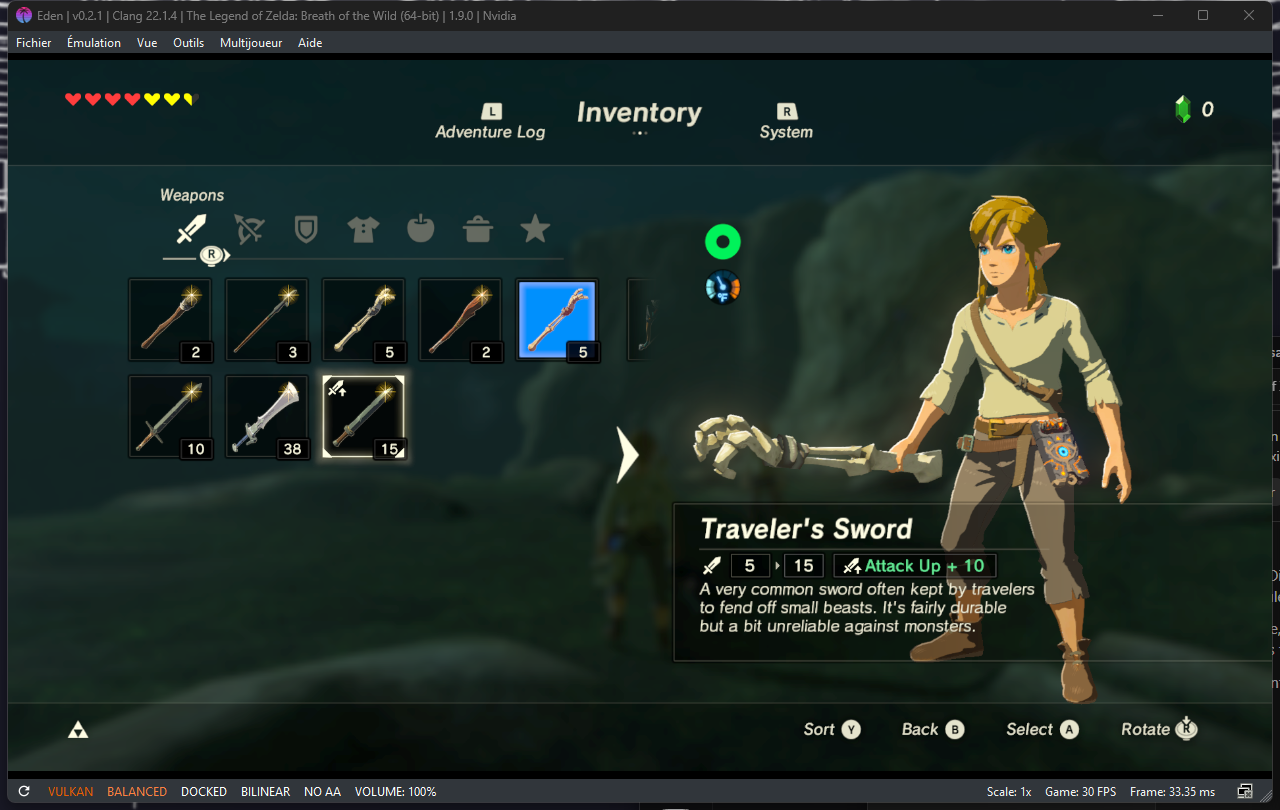 Eden | v0.2.1 | Clang 22.1.4 | The Legend of Zelda: Breath of the Wild (64-bit) | 1.9.0 | Nvidia
Fichier Émulation Vue Outils Multijoueur Aide
L Inventory R 0
Adventure Log System
Weapons
R
°F
2 3 5 2 5
10 38 15
Traveler's Sword
5 15 Attack Up + 10
A very common sword often kept by travelers
to fend off small beasts. It's fairly durable
but a bit unreliable against monsters.
Sort Y Back B Select A Rotate R
VULKAN BALANCED DOCKED BILINEAR NO AA VOLUME: 100% Scale: 1x Game: 30 FPS Frame: 33.35 ms